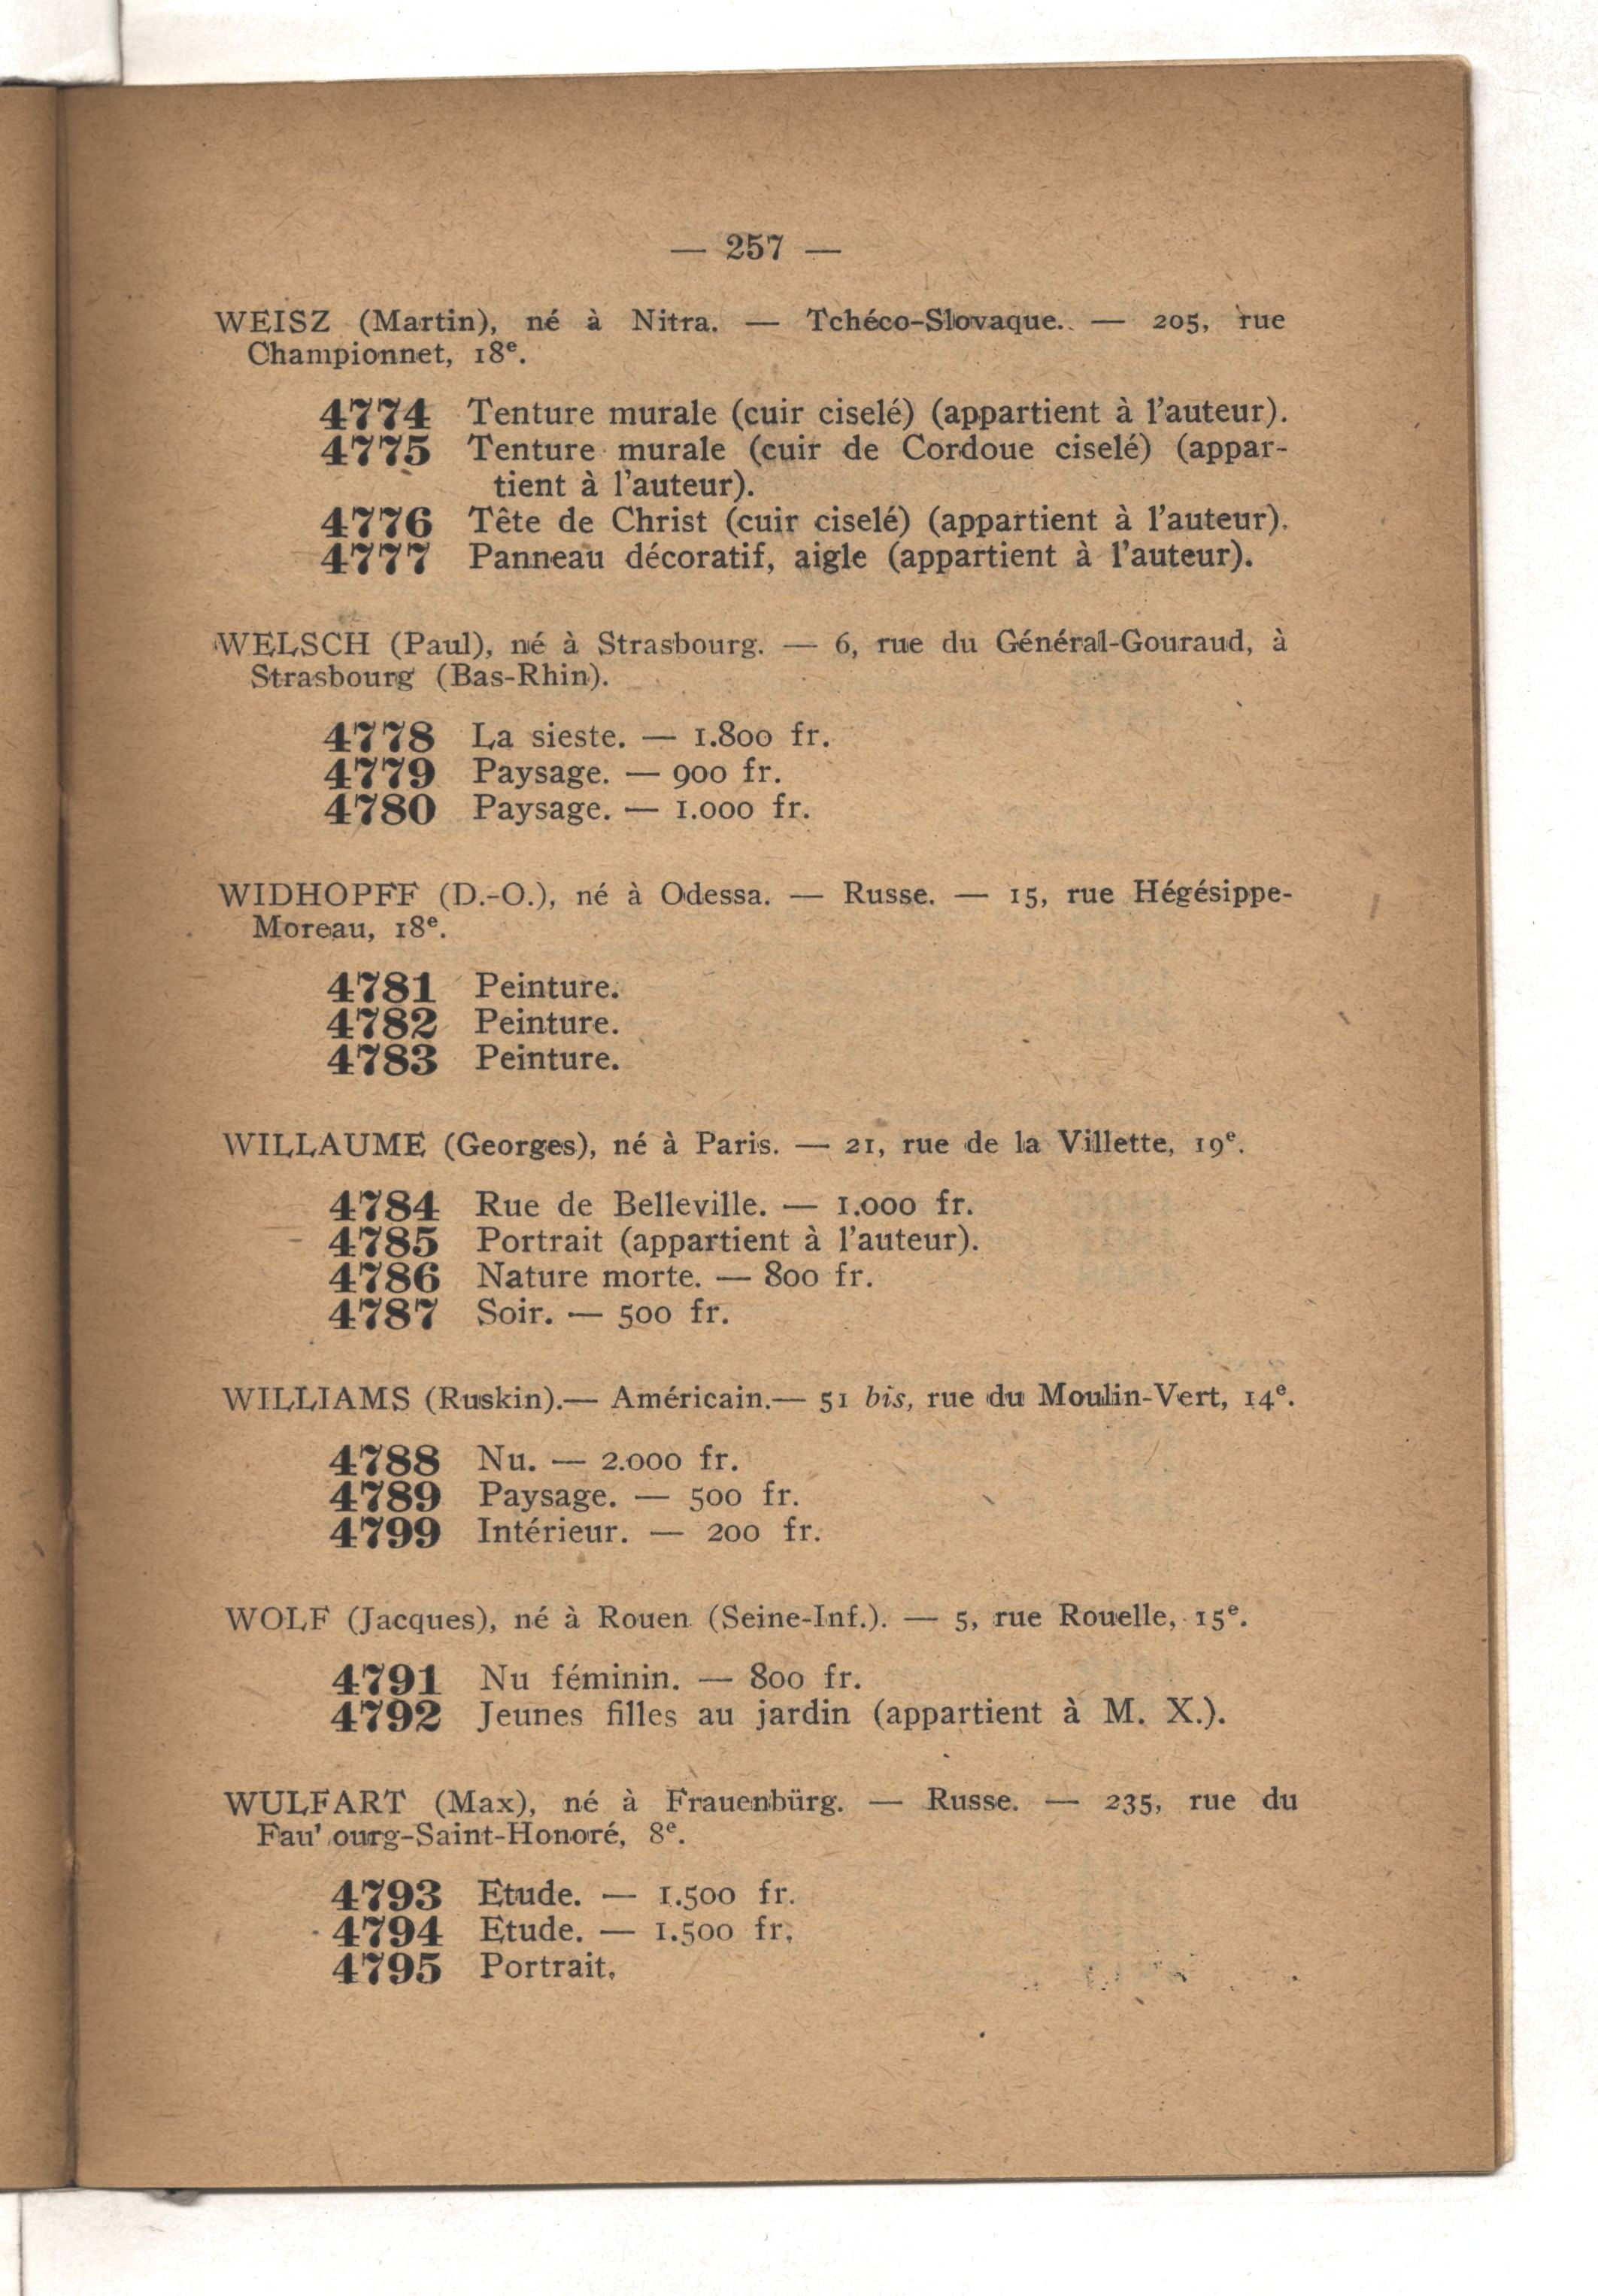 — 257 —
WEISZ (Martin), né à Nitra. — Tchéco-Slovaque. — 205, rue
Championnet, 18e.
4774 Tenture murale (cuir ciselé) (appartient à l'auteur).
4775 Tenture murale (cuir de Cordoue ciselé) (appar-
tient à l'auteur).
4776 Tête de Christ (cuir ciselé) (appartient à l'auteur).
4777 Panneau décoratif, aigle (appartient à l'auteur).
WELSCH (Paul), né à Strasbourg. — 6, rue du Général-Gouraud, à
Strasbourg (Bas-Rhin).
4778 La sieste. — 1.800 fr.
4779 Paysage. — 900 fr.
4780 Paysage. — 1.000 fr.
WIDHOPFF (D.-O.), né à Odessa. — Russe. — 15, rue Hégésippe-
Moreau, 18e.
4781 Peinture.
4782 Peinture.
4783 Peinture.
WILLAUME (Georges), né à Paris. — 21, rue de la Villette, 19e.
4784 Rue de Belleville. — 1.000 fr.
4785 Portrait (appartient à l'auteur).
4786 Nature morte. — 800 fr.
4787 Soir. — 500 fr.
WILLIAMS (Ruskin).— Américain.— 51 bis, rue du Moulin-Vert, 14e.
4788 Nu. — 2.000 fr.
4789 Paysage. — 500 fr.
4799 Intérieur. — 200 fr.
WOLF (Jacques), né à Rouen (Seine-Inf.). — 5, rue Rouelle, 15e.
4791 Nu féminin. — 800 fr.
4792 Jeunes filles au jardin (appartient à M. X.).
WULFART (Max), né à Frauenbürg. — Russe. — 235, rue du
Fau' ourg-Saint-Honoré, 8e.
4793 Etude. — 1.500 fr.
4794 Etude. — 1.500 fr.
4795 Portrait.